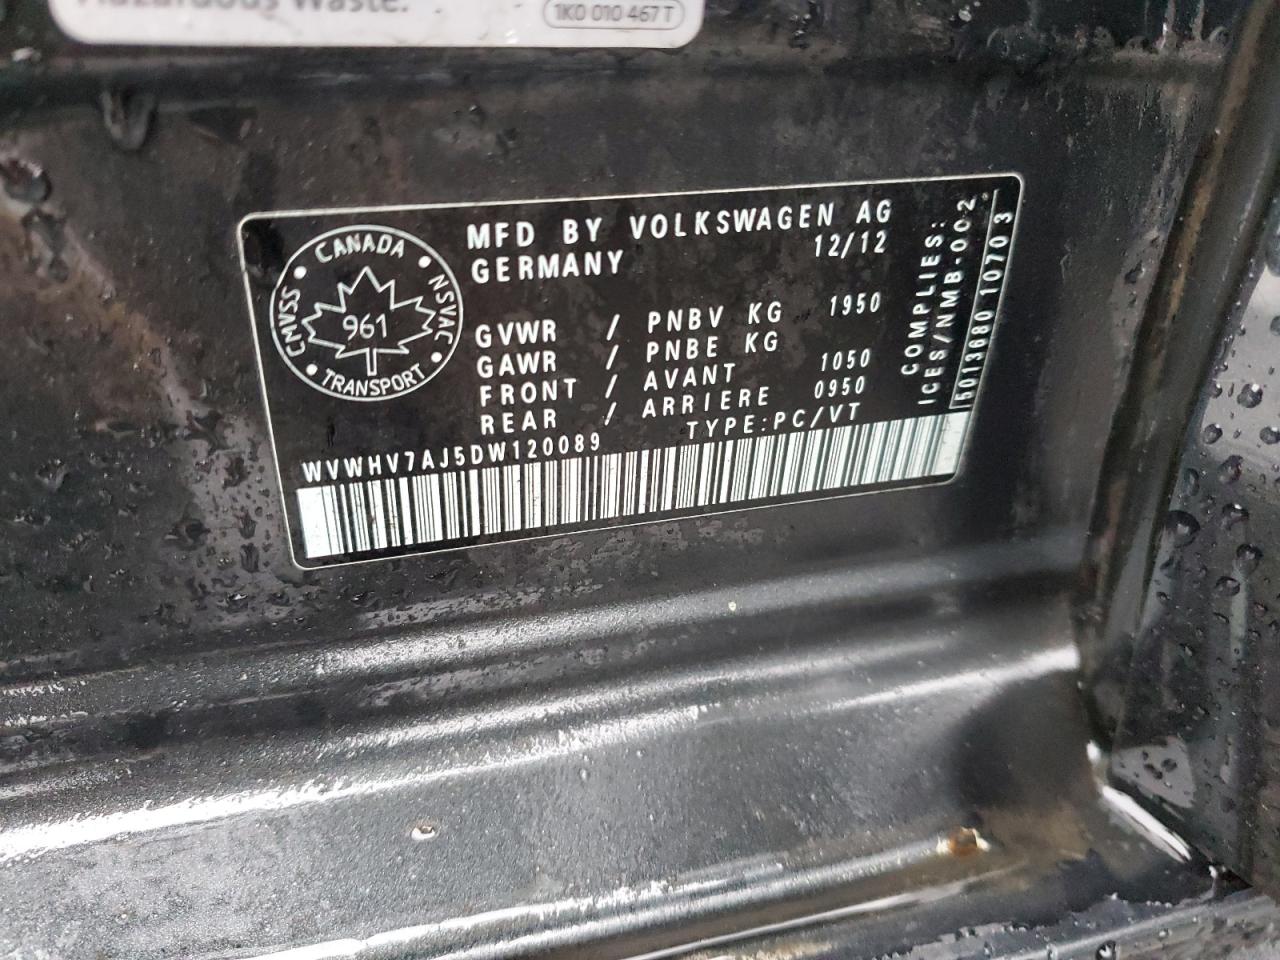 Hazardous Waste.
1K0 010 467 T
CANADA
NSVAC
TRANSPORT
CMVSS
961
MFD BY VOLKSWAGEN AG
GERMANY 12/12
GVWR / PNBV KG 1950
GAWR / PNBE KG
FRONT / AVANT 1050
REAR / ARRIERE 0950
TYPE:PC/VT
WVWHV7AJ5DW120089
COMPLIES:
ICES/NMB-002
5013680 10703